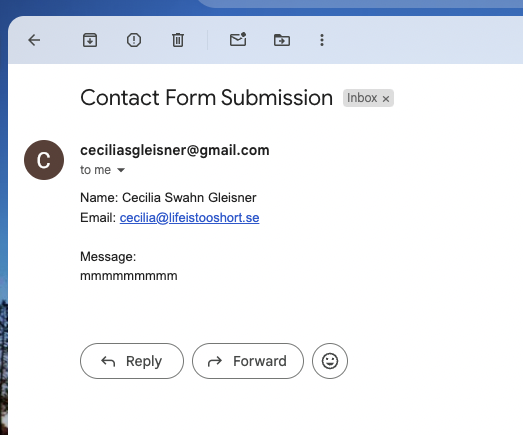 Contact Form Submission Inbox ×
C
ceciliasgleisner@gmail.com
to me
Name: Cecilia Swahn Gleisner
Email: cecilia@lifeistooshort.se
Message:
mmmmmmmmm
Reply Forward